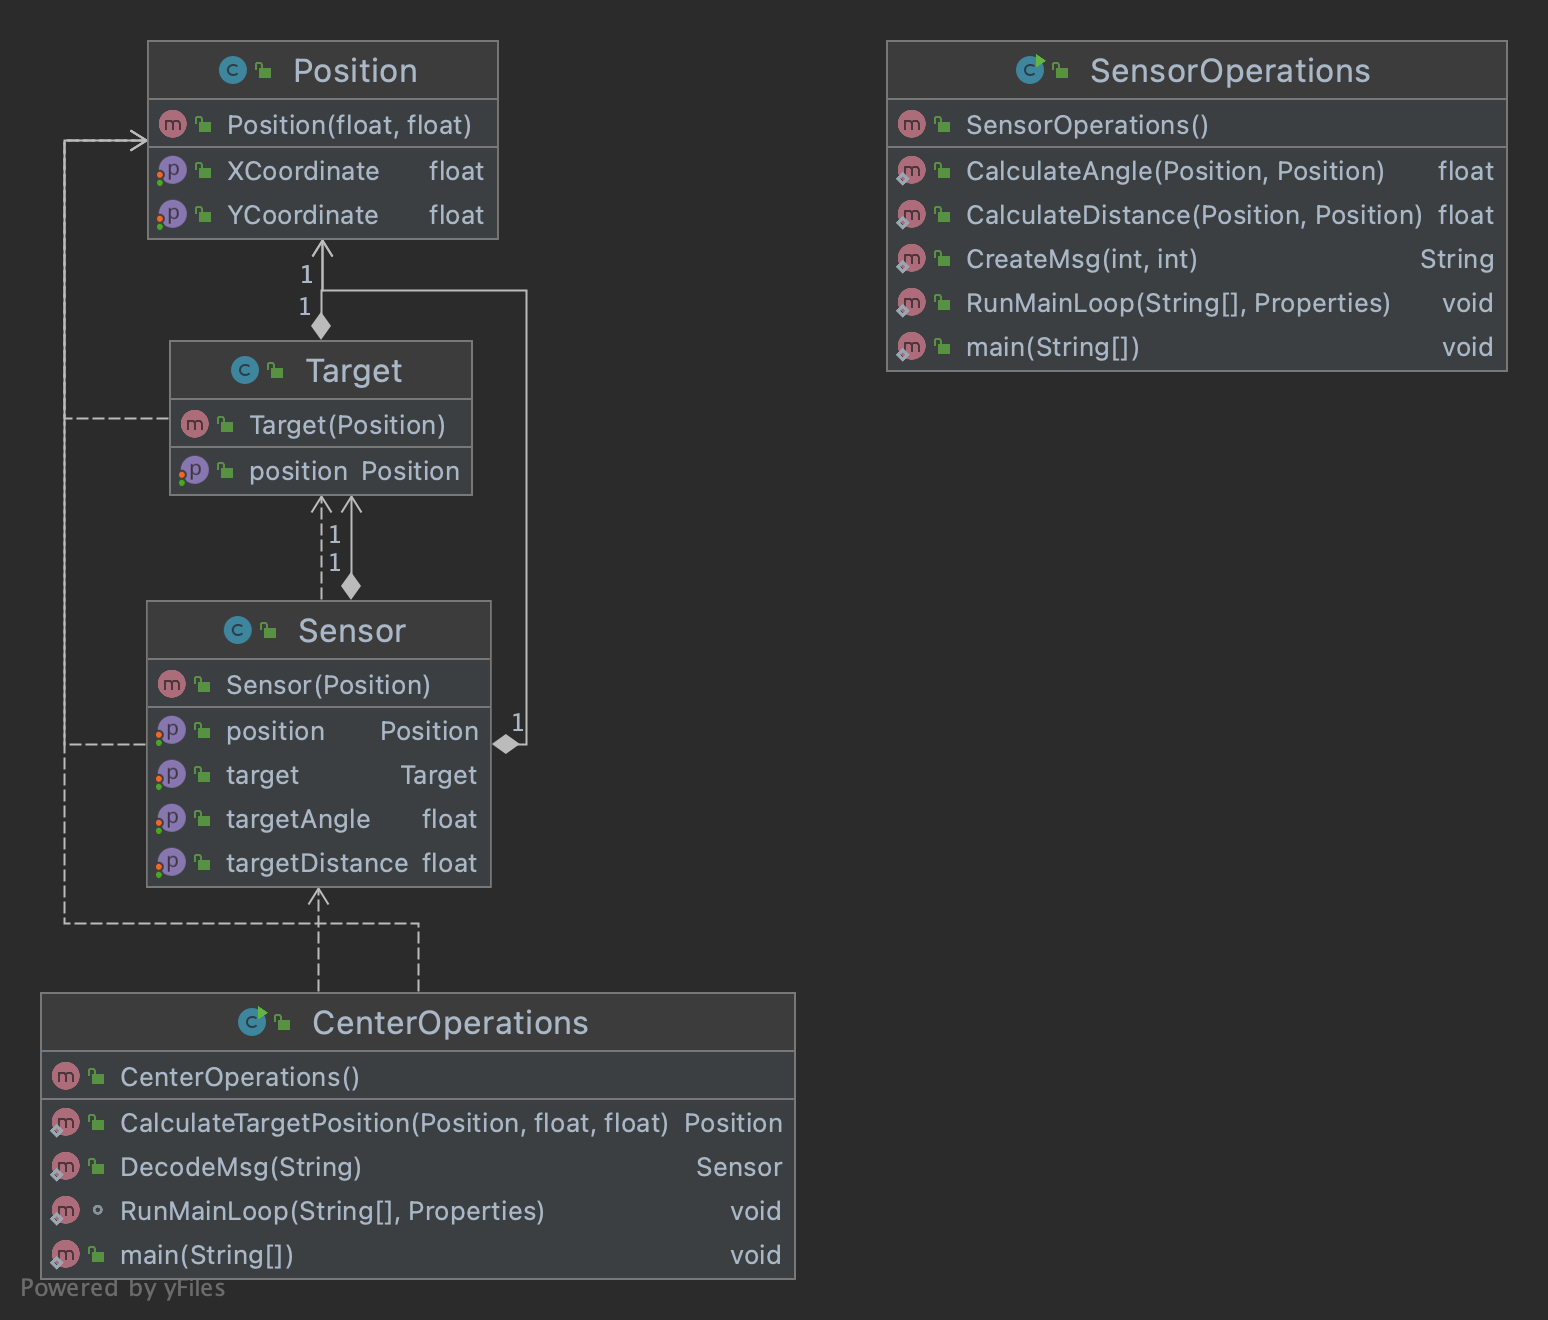 Position
Position(float, float)
XCoordinate float
YCoordinate float
1
1
Target
Target(Position)
position Position
1
1
Sensor
Sensor(Position)
position Position
1
target Target
targetAngle float
targetDistance float
CenterOperations
CenterOperations()
CalculateTargetPosition(Position, float, float) Position
DecodeMsg(String) Sensor
RunMainLoop(String[], Properties) void
main(String[]) void
SensorOperations
SensorOperations()
CalculateAngle(Position, Position) float
CalculateDistance(Position, Position) float
CreateMsg(int, int) String
RunMainLoop(String[], Properties) void
main(String[]) void
Powered by yFiles